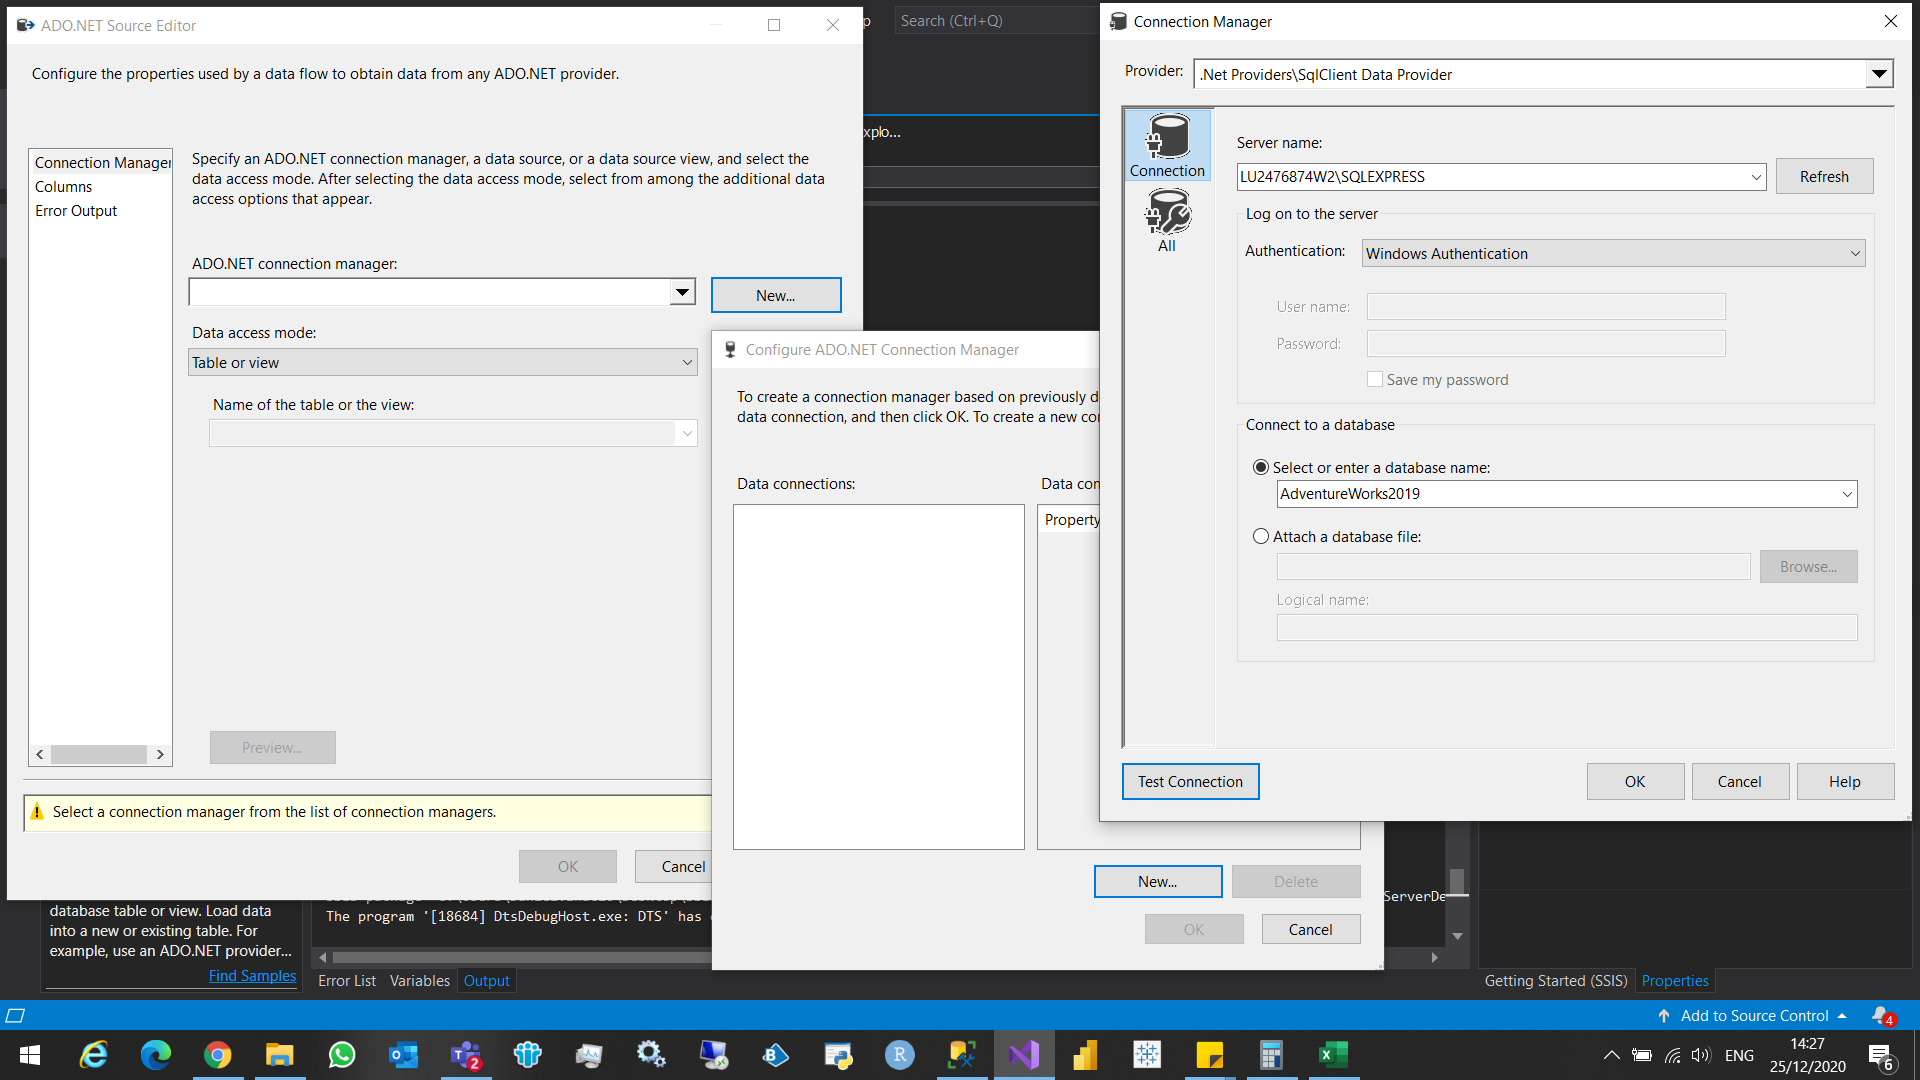 ADO.NET Source Editor
Configure the properties used by a data flow to obtain data from any ADO.NET provider.
Connection Manager
Columns
Error Output
Specify an ADO.NET connection manager, a data source, or a data source view, and select the
data access mode. After selecting the data access mode, select from among the additional data
access options that appear.
ADO.NET connection manager:
New...
Data access mode:
Table or view
Name of the table or the view:
Preview...
Select a connection manager from the list of connection managers.
OK
Cancel
p
Search (Ctrl+Q)
xplo...
Configure ADO.NET Connection Manager
To create a connection manager based on previously d
data connection, and then click OK. To create a new co
Data connections:
Data con
Property
New...
Delete
OK
Cancel
Connection Manager
Provider:
.Net Providers\SqlClient Data Provider
Connection
All
Server name:
LU2476874W2\SQLEXPRESS
Refresh
Log on to the server
Authentication:
Windows Authentication
User name:
Password:
Save my password
Connect to a database
Select or enter a database name:
AdventureWorks2019
Attach a database file:
Browse...
Logical name:
Test Connection
OK
Cancel
Help
database table or view. Load data
into a new or existing table. For
example, use an ADO.NET provider...
Find Samples
The program '[18684] DtsDebugHost.exe: DTS' has
ServerDe
Error List
Variables
Output
Getting Started (SSIS)
Properties
Add to Source Control
4
2
ENG
14:27
25/12/2020
6